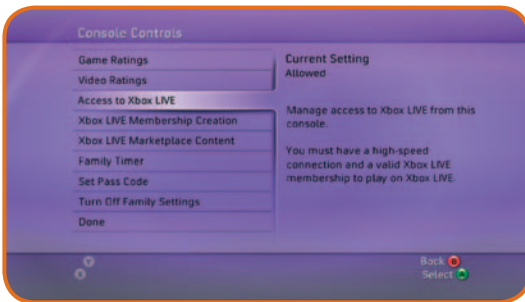 Console Controls
Game Ratings
Video Ratings
Access to Xbox LIVE
Xbox LIVE Membership Creation
Xbox LIVE Marketplace Content
Family Timer
Set Pass Code
Turn Off Family Settings
Done
Current Setting
Allowed
Manage access to Xbox LIVE from this
console.
You must have a high-speed
connection and a valid Xbox LIVE
membership to play on Xbox LIVE.
Y
X
Back B
Select A